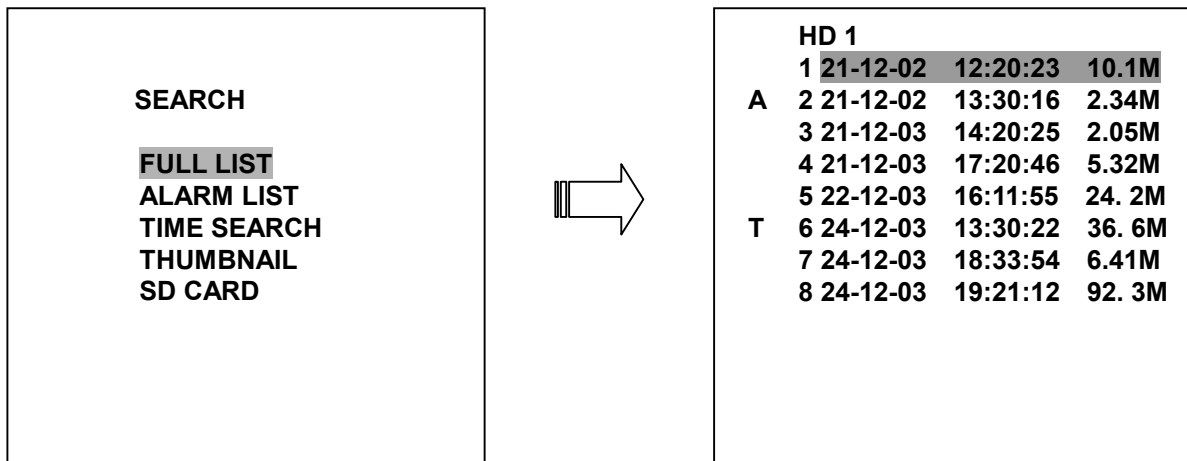 SEARCH
FULL LIST
ALARM LIST
TIME SEARCH
THUMBNAIL
SD CARD
HD 1
1 21-12-02 12:20:23 10.1M
A 2 21-12-02 13:30:16 2.34M
3 21-12-03 14:20:25 2.05M
4 21-12-03 17:20:46 5.32M
5 22-12-03 16:11:55 24. 2M
T 6 24-12-03 13:30:22 36. 6M
7 24-12-03 18:33:54 6.41M
8 24-12-03 19:21:12 92. 3M